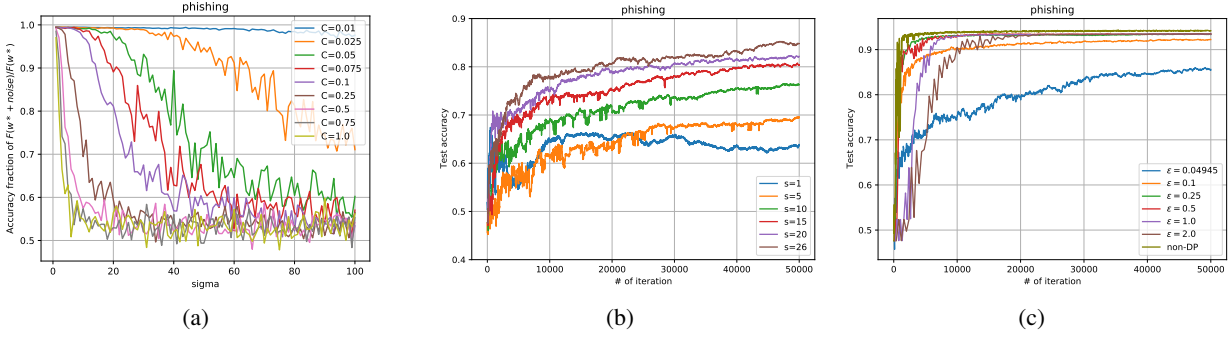 phishing
Accuracy fraction of F(w * + noise)/F(w *)
1.0
0.9
0.8
0.7
0.6
0.5
0
20
40
60
80
100
sigma
C=0.01
C=0.025
C=0.05
C=0.075
C=0.1
C=0.25
C=0.5
C=0.75
C=1.0
(a)
phishing
Test accuracy
0.9
0.8
0.7
0.6
0.5
0.4
0
10000
20000
30000
40000
50000
# of iteration
s=1
s=5
s=10
s=15
s=20
s=26
(b)
phishing
Test accuracy
0.9
0.8
0.7
0.6
0.5
0
10000
20000
30000
40000
50000
# of iteration
ε = 0.04945
ε = 0.1
ε = 0.25
ε = 0.5
ε = 1.0
ε = 2.0
non-DP
(c)